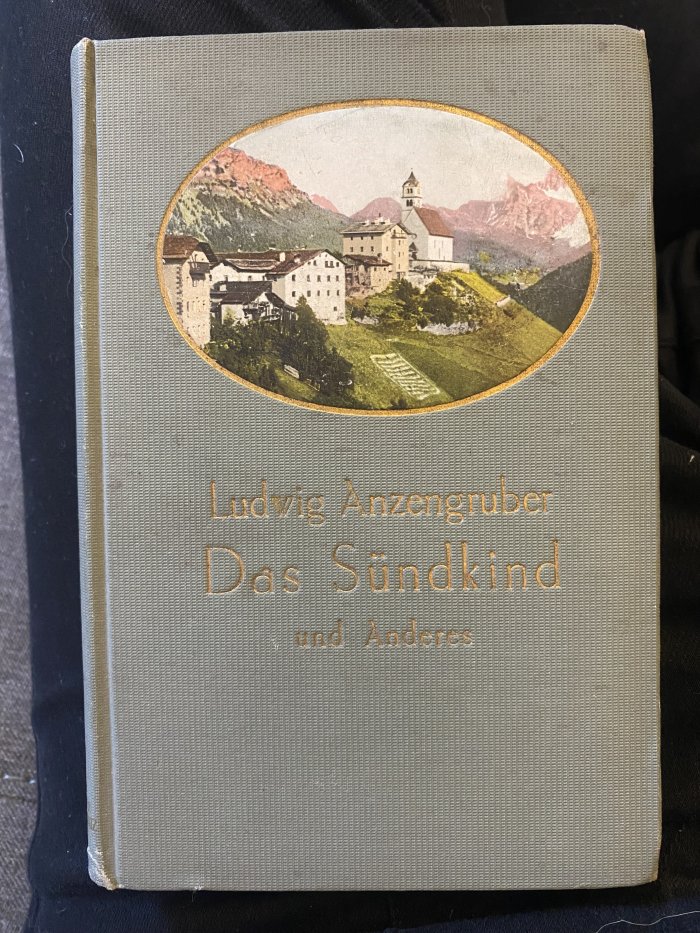 Ludwig Anzengruber
Das Sündkind
und Anderes